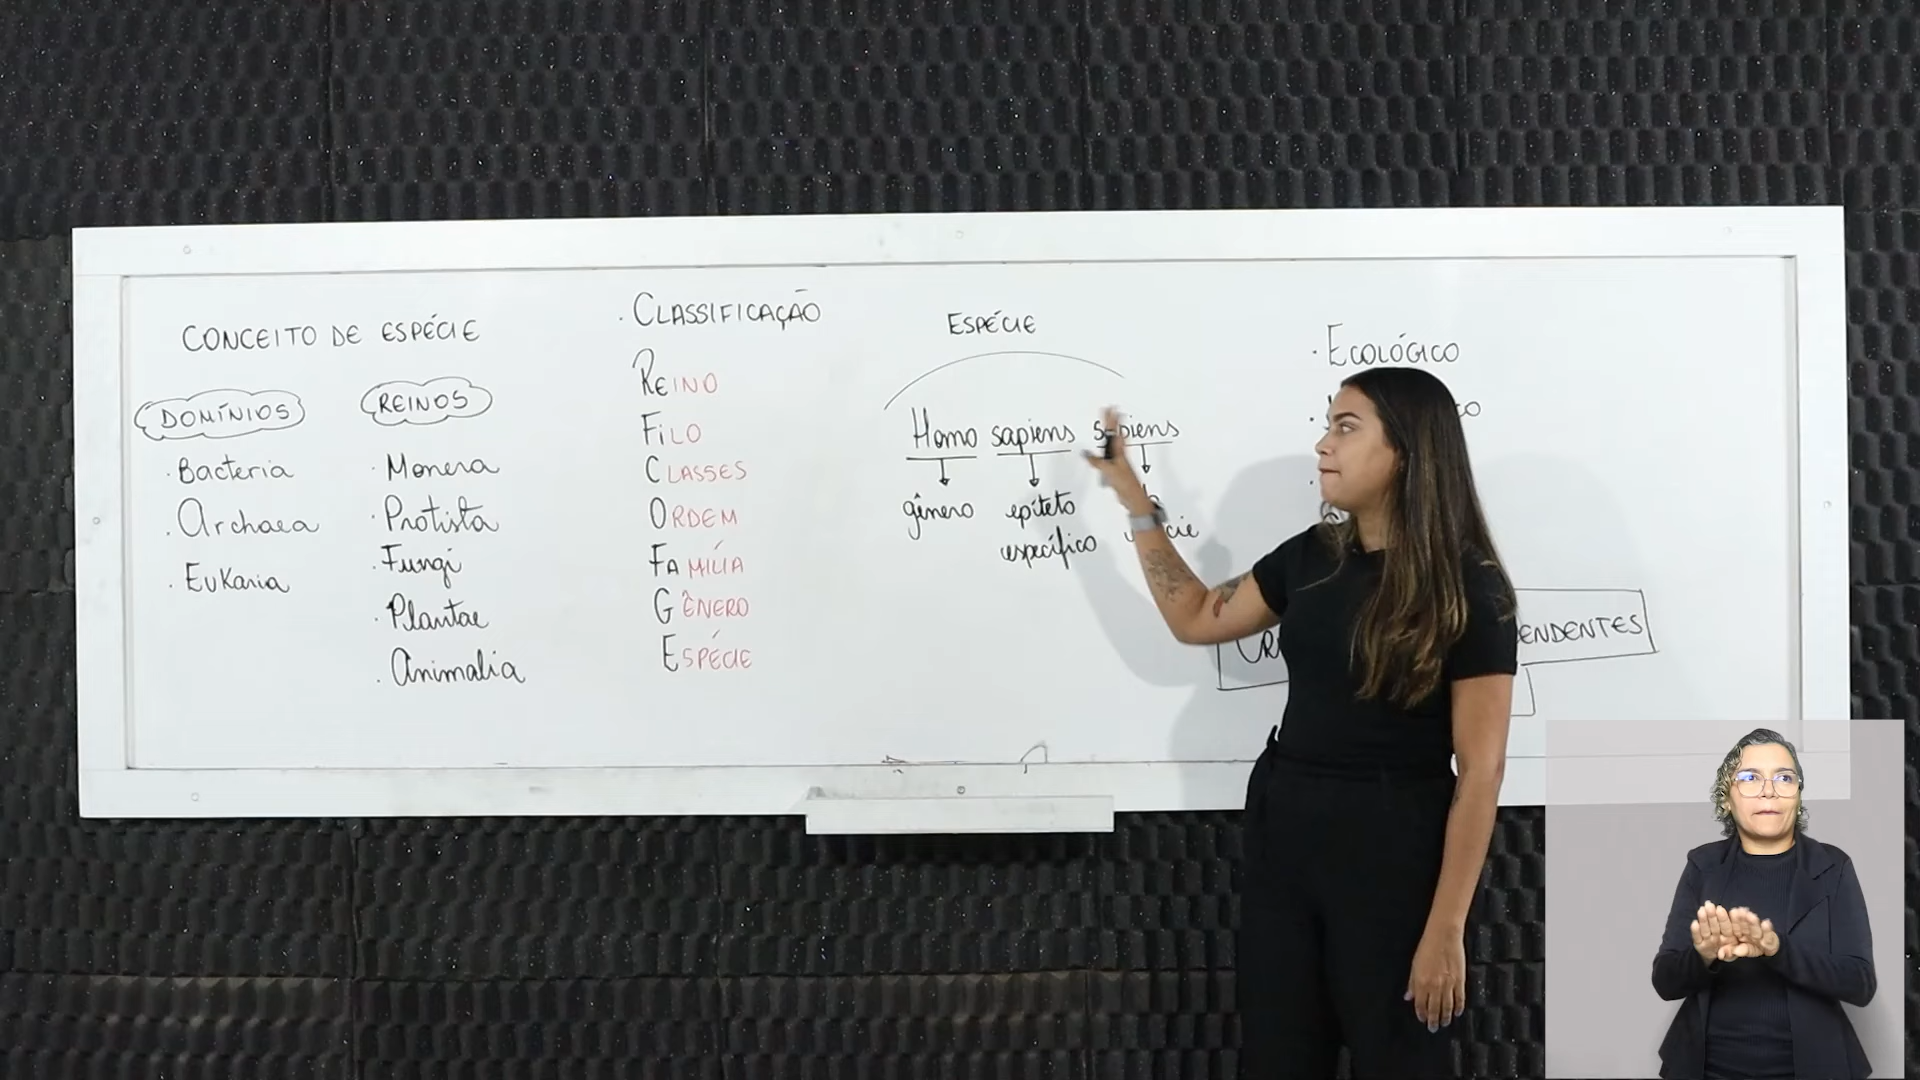 CONCEITO DE ESPÉCIE
DOMÍNIOS
· Bacteria
· Archaea
· Eukaria
REINOS
· Monera
· Protista
· Fungi
· Plantae
· Animalia
· CLASSIFICAÇÃO
REINO
FILO
CLASSES
ORDEM
FAMÍLIA
GÊNERO
ESPÉCIE
ESPÉCIE
Homo sapiens sapiens
gênero
epíteto
específico
· ECOLÓGICO